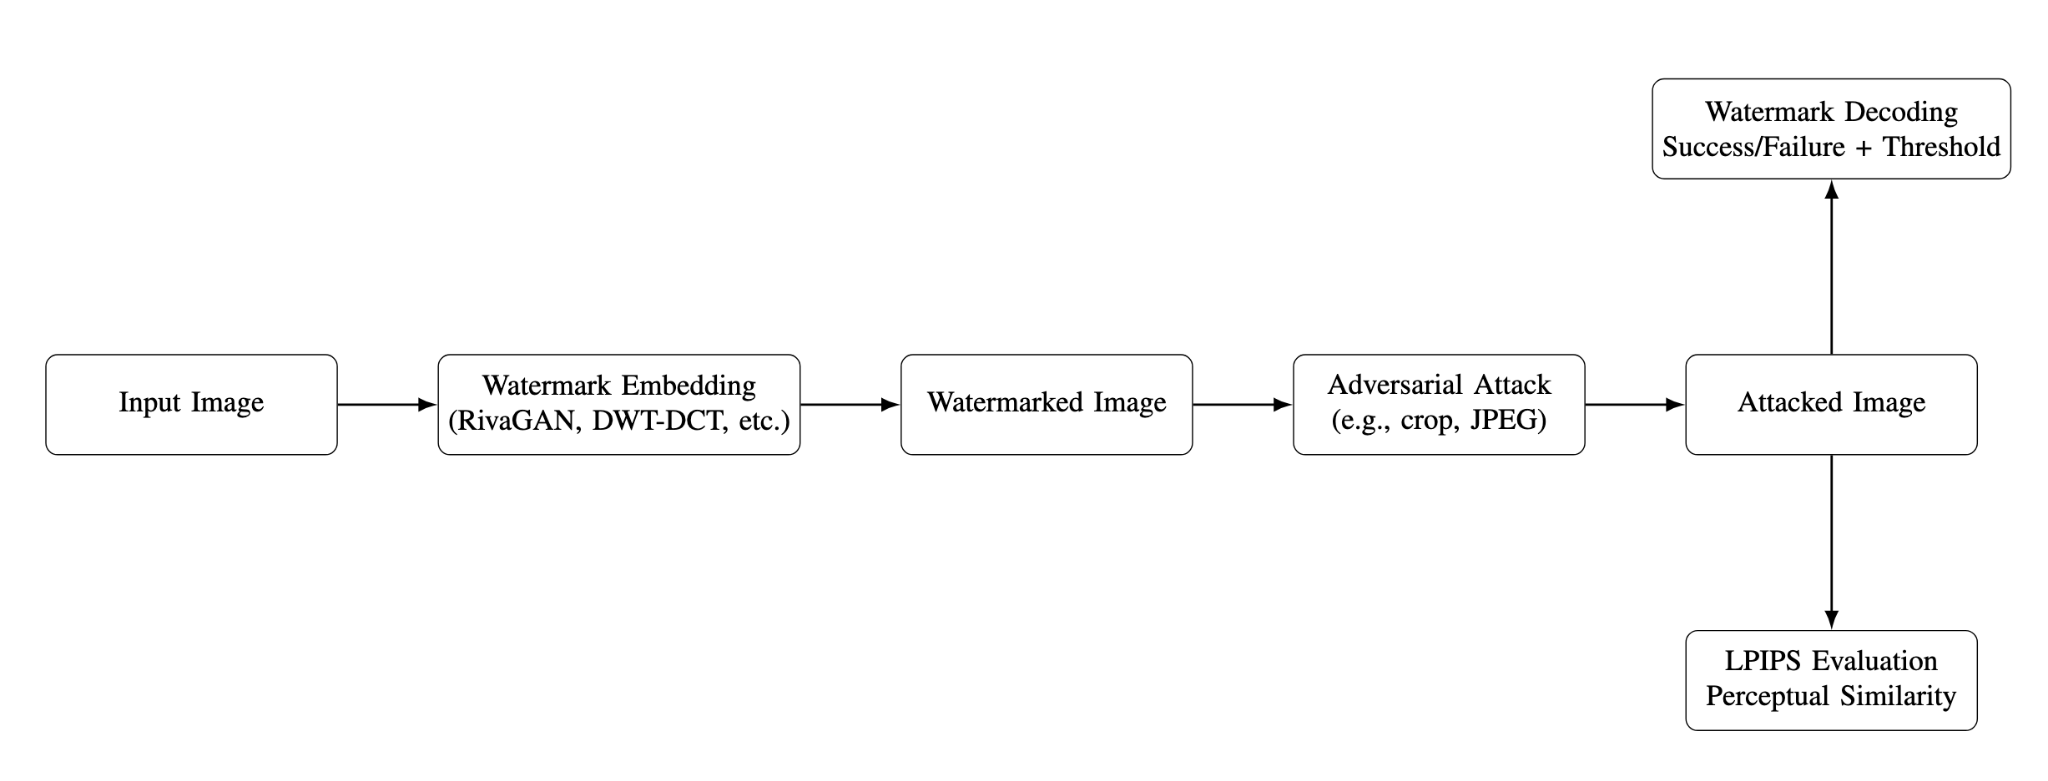 Watermark Decoding
Success/Failure + Threshold
Input Image
Watermark Embedding
(RivaGAN, DWT-DCT, etc.)
Watermarked Image
Adversarial Attack
(e.g., crop, JPEG)
Attacked Image
LPIPS Evaluation
Perceptual Similarity